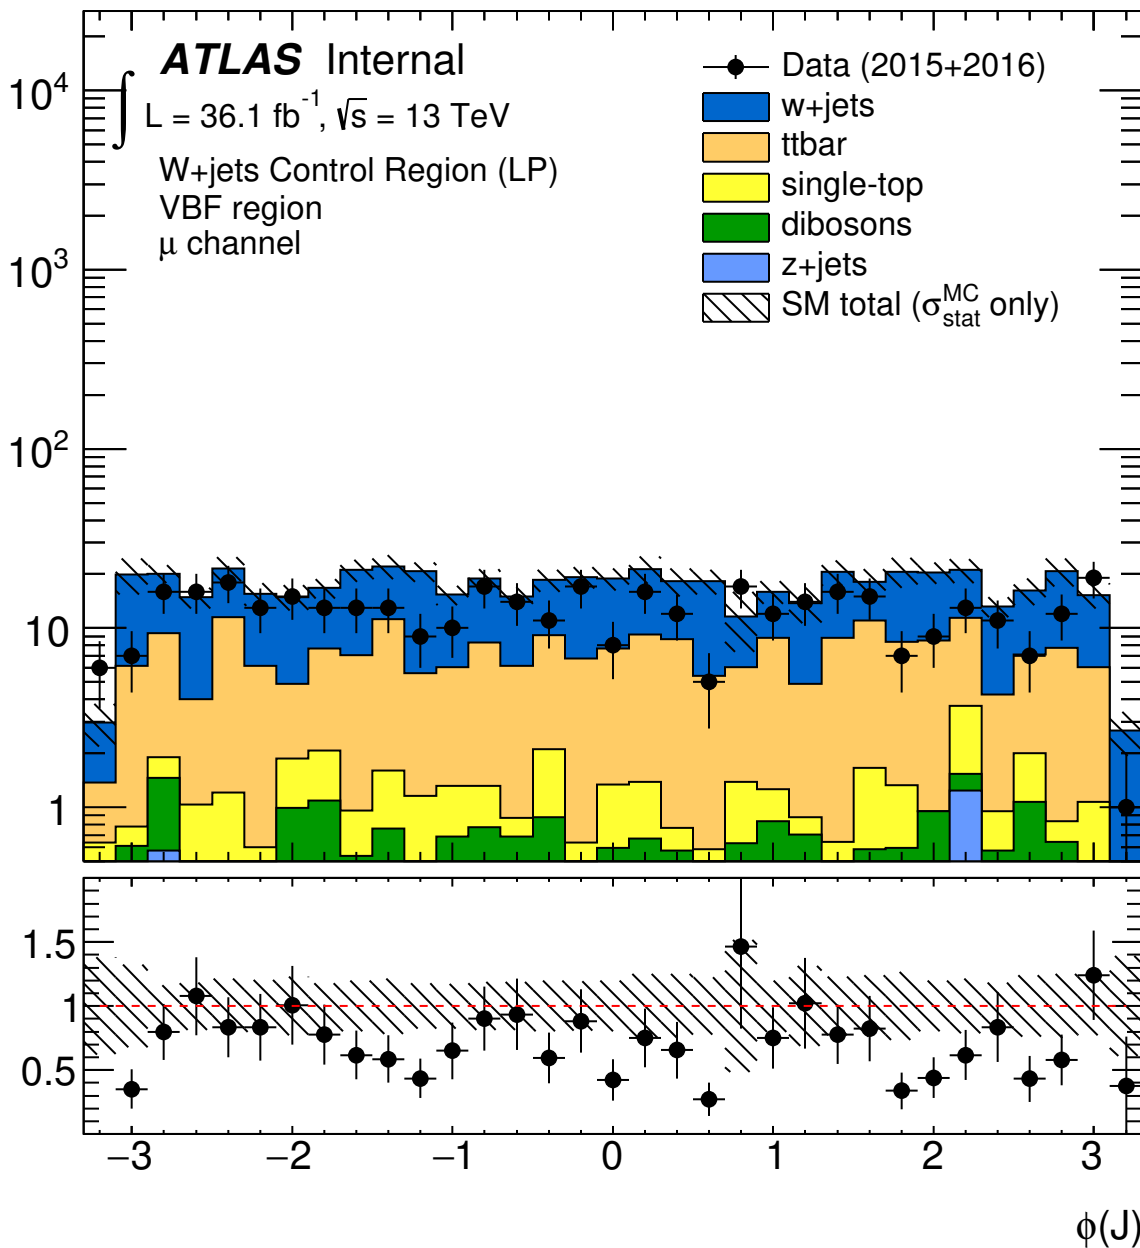 ATLAS Internal
∫ L = 36.1 fb⁻¹, √s = 13 TeV
W+jets Control Region (LP)
VBF region
μ channel
Data (2015+2016)
w+jets
ttbar
single-top
dibosons
z+jets
SM total (σ^MC_stat only)
10⁴
10³
10²
10
1
1.5
1
0.5
−3 −2 −1 0 1 2 3
ϕ(J)